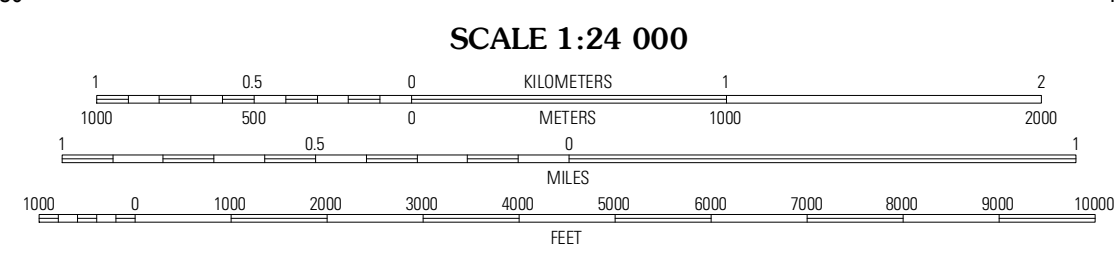 SCALE 1:24 000
1 0.5 0 KILOMETERS 1 2
1000 500 0 METERS 1000 2000
1 0.5 0 1
MILES
1000 0 1000 2000 3000 4000 5000 6000 7000 8000 9000 10000
FEET